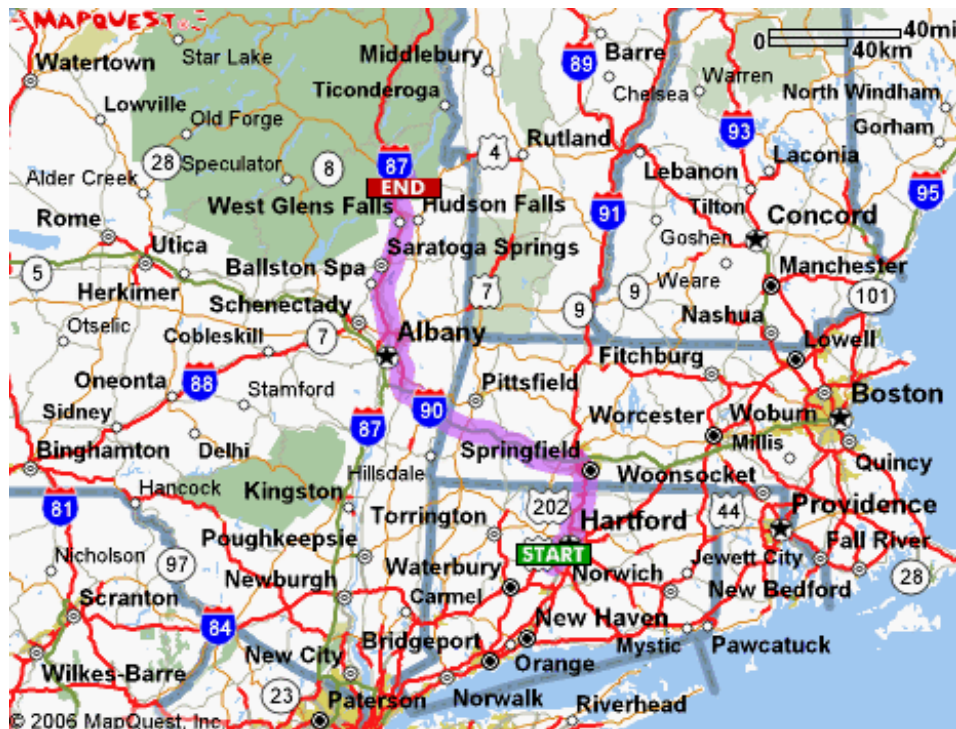 MAPQUEST
40mi
0
40km
Middlebury
Barre
Star Lake
89
Watertown
Warren
Chelsea
North Windham
Ticonderoga
Lowville
Old Forge
Gorham
93
Rutland
4
28
Speculator
8
87
Laconia
Lebanon
Alder Creek
END
95
Tilton
West Glens Falls
Hudson Falls
91
Rome
Concord
Goshen
Utica
Saratoga Springs
5
Ballston Spa
Manchester
Weare
Herkimer
7
9
9
101
Schenectady
Nashua
Otselic
Cobleskill
7
Albany
Lowell
Fitchburg
Oneonta
88
Stamford
Pittsfield
Boston
90
Sidney
Worcester
Woburn
87
Binghamton
Delhi
Springfield
Millis
Hillsdale
Woonsocket
Quincy
Hancock
Kingston
81
202
44
Providence
Torrington
Hartford
Poughkeepsie
Fall River
START
Jewett City
Nicholson
97
Waterbury
Norwich
28
Newburgh
Carmel
New Bedford
Scranton
84
New Haven
Bridgeport
Mystic
Pawcatuck
New City
Orange
Wilkes-Barre
23
Norwalk
Paterson
Riverhead
© 2006 MapQuest, Inc.